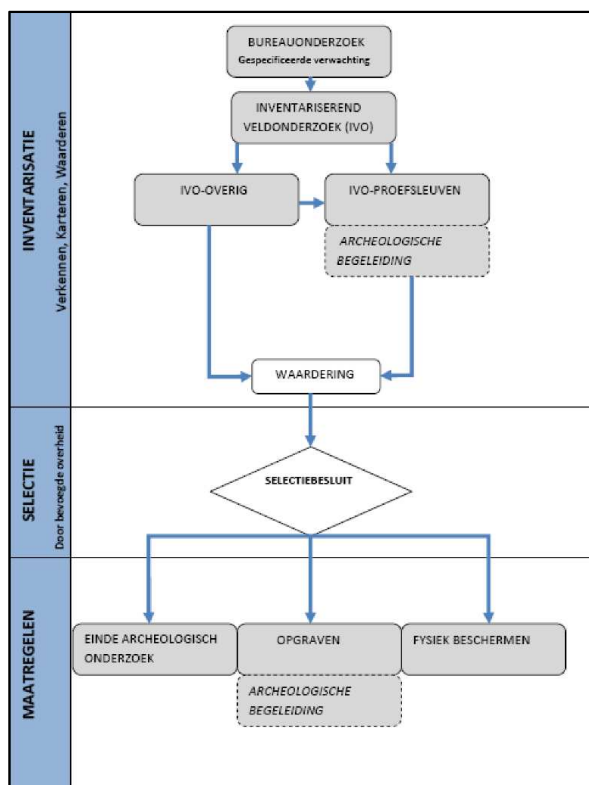 INVENTARISATIE
Verkennen, Karteren, Waarderen
BUREAUONDERZOEK
Gespecificeerde verwachting
INVENTARISEREND
VELDONDERZOEK (IVO)
IVO-OVERIG
IVO-PROEFSLEUVEN
ARCHEOLOGISCHE
BEGELEIDING
WAARDERING
SELECTIE
Door bevoegde overheid
SELECTIEBESLUIT
MAATREGELEN
EINDE ARCHEOLOGISCH
ONDERZOEK
OPGRAVEN
ARCHEOLOGISCHE
BEGELEIDING
FYSIEK BESCHERMEN